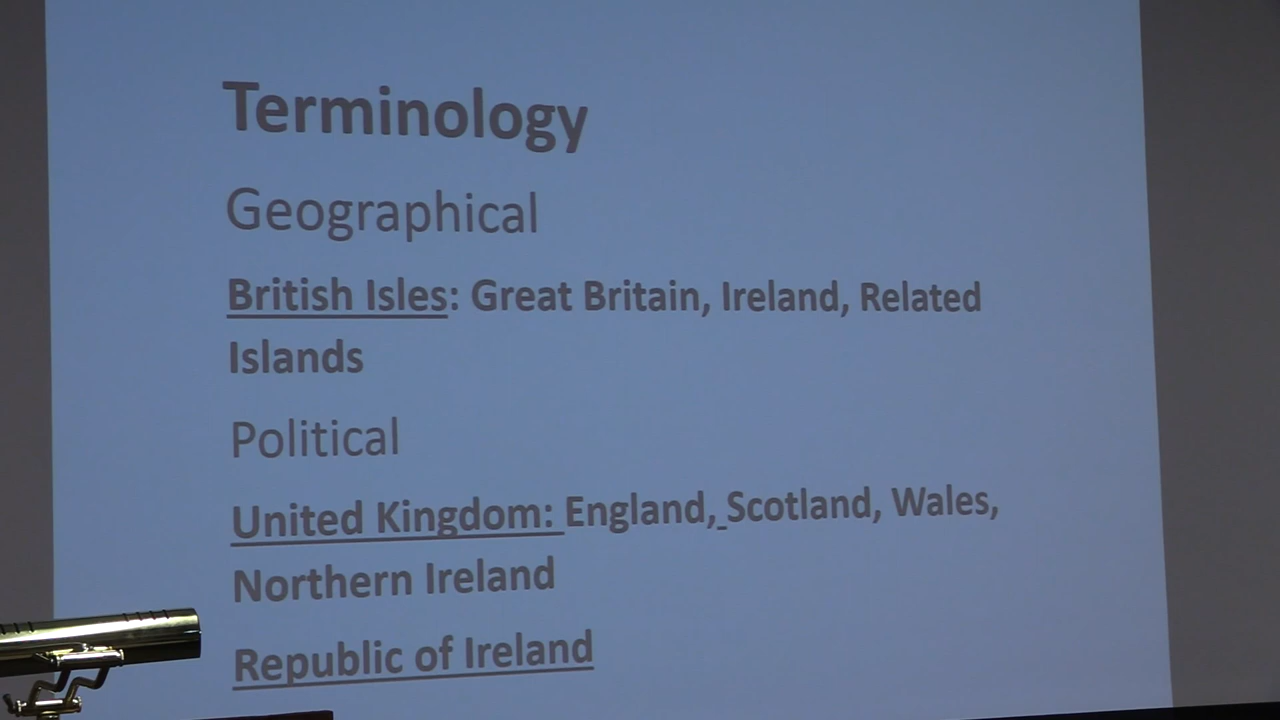 Terminology
Geographical
British Isles: Great Britain, Ireland, Related
Islands
Political
United Kingdom: England, Scotland, Wales,
Northern Ireland
Republic of Ireland